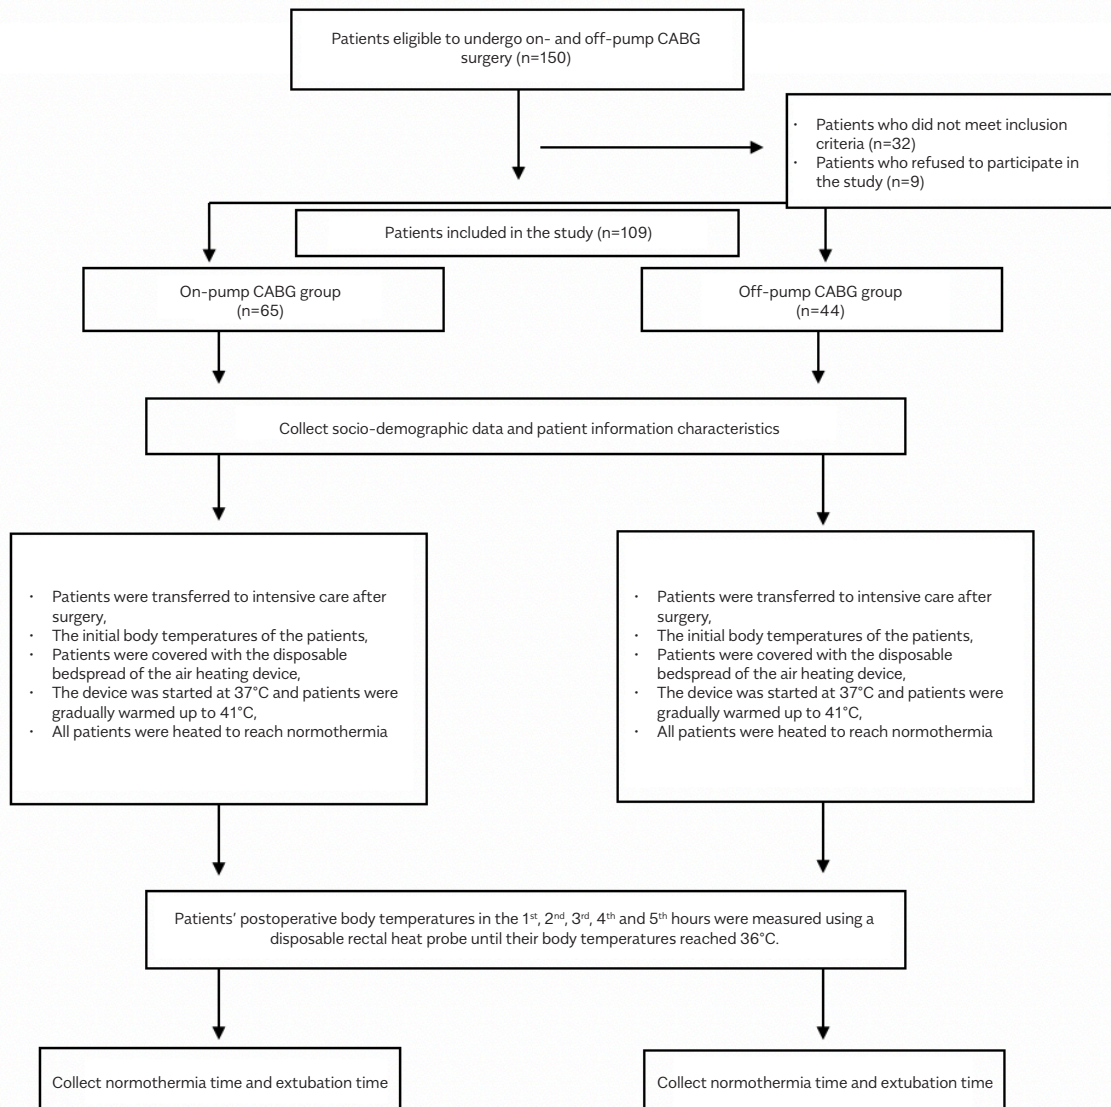 Patients eligible to undergo on- and off-pump CABG
surgery (n=150)
· Patients who did not meet inclusion
criteria (n=32)
· Patients who refused to participate in
the study (n=9)
Patients included in the study (n=109)
On-pump CABG group
(n=65)
Off-pump CABG group
(n=44)
Collect socio-demographic data and patient information characteristics
· Patients were transferred to intensive care after
surgery,
· The initial body temperatures of the patients,
· Patients were covered with the disposable
bedspread of the air heating device,
· The device was started at 37°C and patients were
gradually warmed up to 41°C,
· All patients were heated to reach normothermia
· Patients were transferred to intensive care after
surgery,
· The initial body temperatures of the patients,
· Patients were covered with the disposable
bedspread of the air heating device,
· The device was started at 37°C and patients were
gradually warmed up to 41°C,
· All patients were heated to reach normothermia
Patients' postoperative body temperatures in the 1st, 2nd, 3rd, 4th and 5th hours were measured using a
disposable rectal heat probe until their body temperatures reached 36°C.
Collect normothermia time and extubation time
Collect normothermia time and extubation time